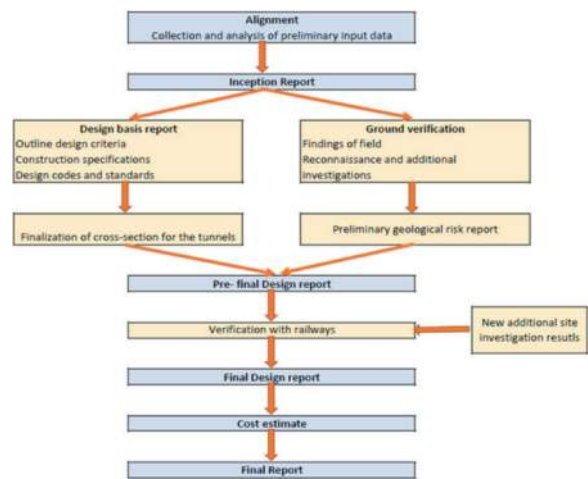 Alignment
Collection and analysis of preliminary input data
Inception Report
Design basis report
Outline design criteria
Construction specifications
Design codes and standards
Ground verification
Findings of field
Reconnaissance and additional
investigations
Finalization of cross-section for the tunnels
Preliminary geological risk report
Pre- final Design report
Verification with railways
New additional site
investigation resutls
Final Design report
Cost estimate
Final Report